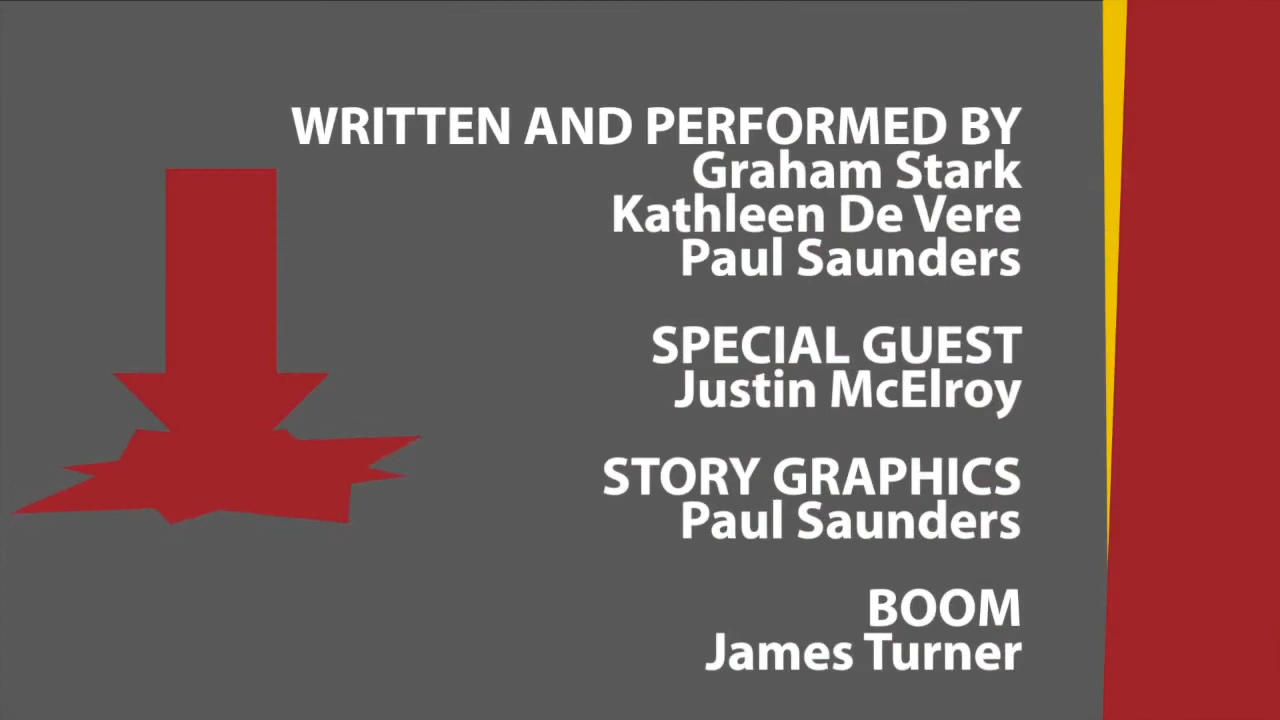 WRITTEN AND PERFORMED BY
Graham Stark
Kathleen De Vere
Paul Saunders
SPECIAL GUEST
Justin McElroy
STORY GRAPHICS
Paul Saunders
BOOM
James Turner